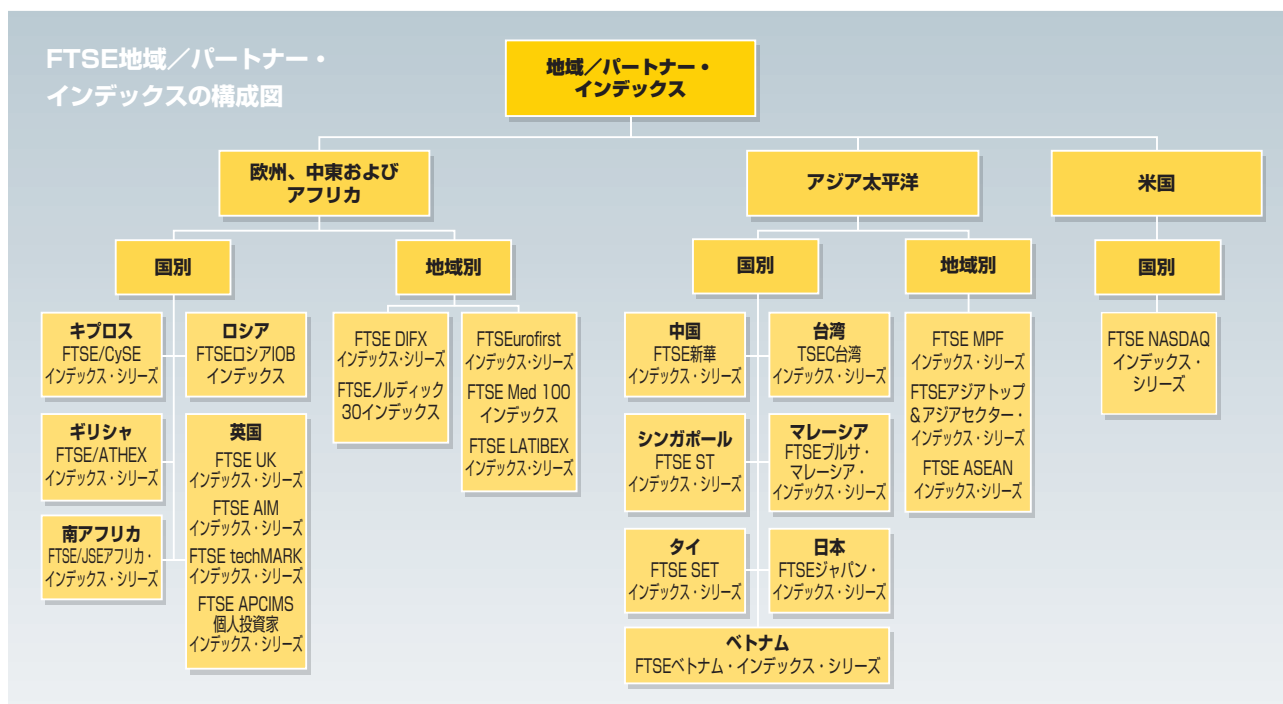 FTSE地域／パートナー・
インデックスの構成図
地域／パートナー・
インデックス
欧州、中東および
アフリカ
アジア太平洋
米国
国別
地域別
国別
地域別
国別
キプロス
FTSE/CySE
インデックス・シリーズ
ロシア
FTSEロシアIOB
インデックス
ギリシャ
FTSE/ATHEX
インデックス・シリーズ
英国
FTSE UK
インデックス・シリーズ
FTSE AIM
インデックス・シリーズ
FTSE techMARK
インデックス・シリーズ
FTSE APCIMS
個人投資家
インデックス・シリーズ
南アフリカ
FTSE/JSEアフリカ・
インデックス・シリーズ
FTSE DIFX
インデックス・シリーズ
FTSEノルディック
30インデックス
FTSEurofirst
インデックス・シリーズ
FTSE Med 100
インデックス
FTSE LATIBEX
インデックス・シリーズ
中国
FTSE新華
インデックス・シリーズ
台湾
TSEC台湾
インデックス・シリーズ
シンガポール
FTSE ST
インデックス・シリーズ
マレーシア
FTSEブルサ・
マレーシア・
インデックス・シリーズ
タイ
FTSE SET
インデックス・シリーズ
日本
FTSEジャパン・
インデックス・シリーズ
ベトナム
FTSEベトナム・インデックス・シリーズ
FTSE MPF
インデックス・シリーズ
FTSEアジアトップ
&アジアセクター・
インデックス・シリーズ
FTSE ASEAN
インデックス・シリーズ
FTSE NASDAQ
インデックス・
シリーズ